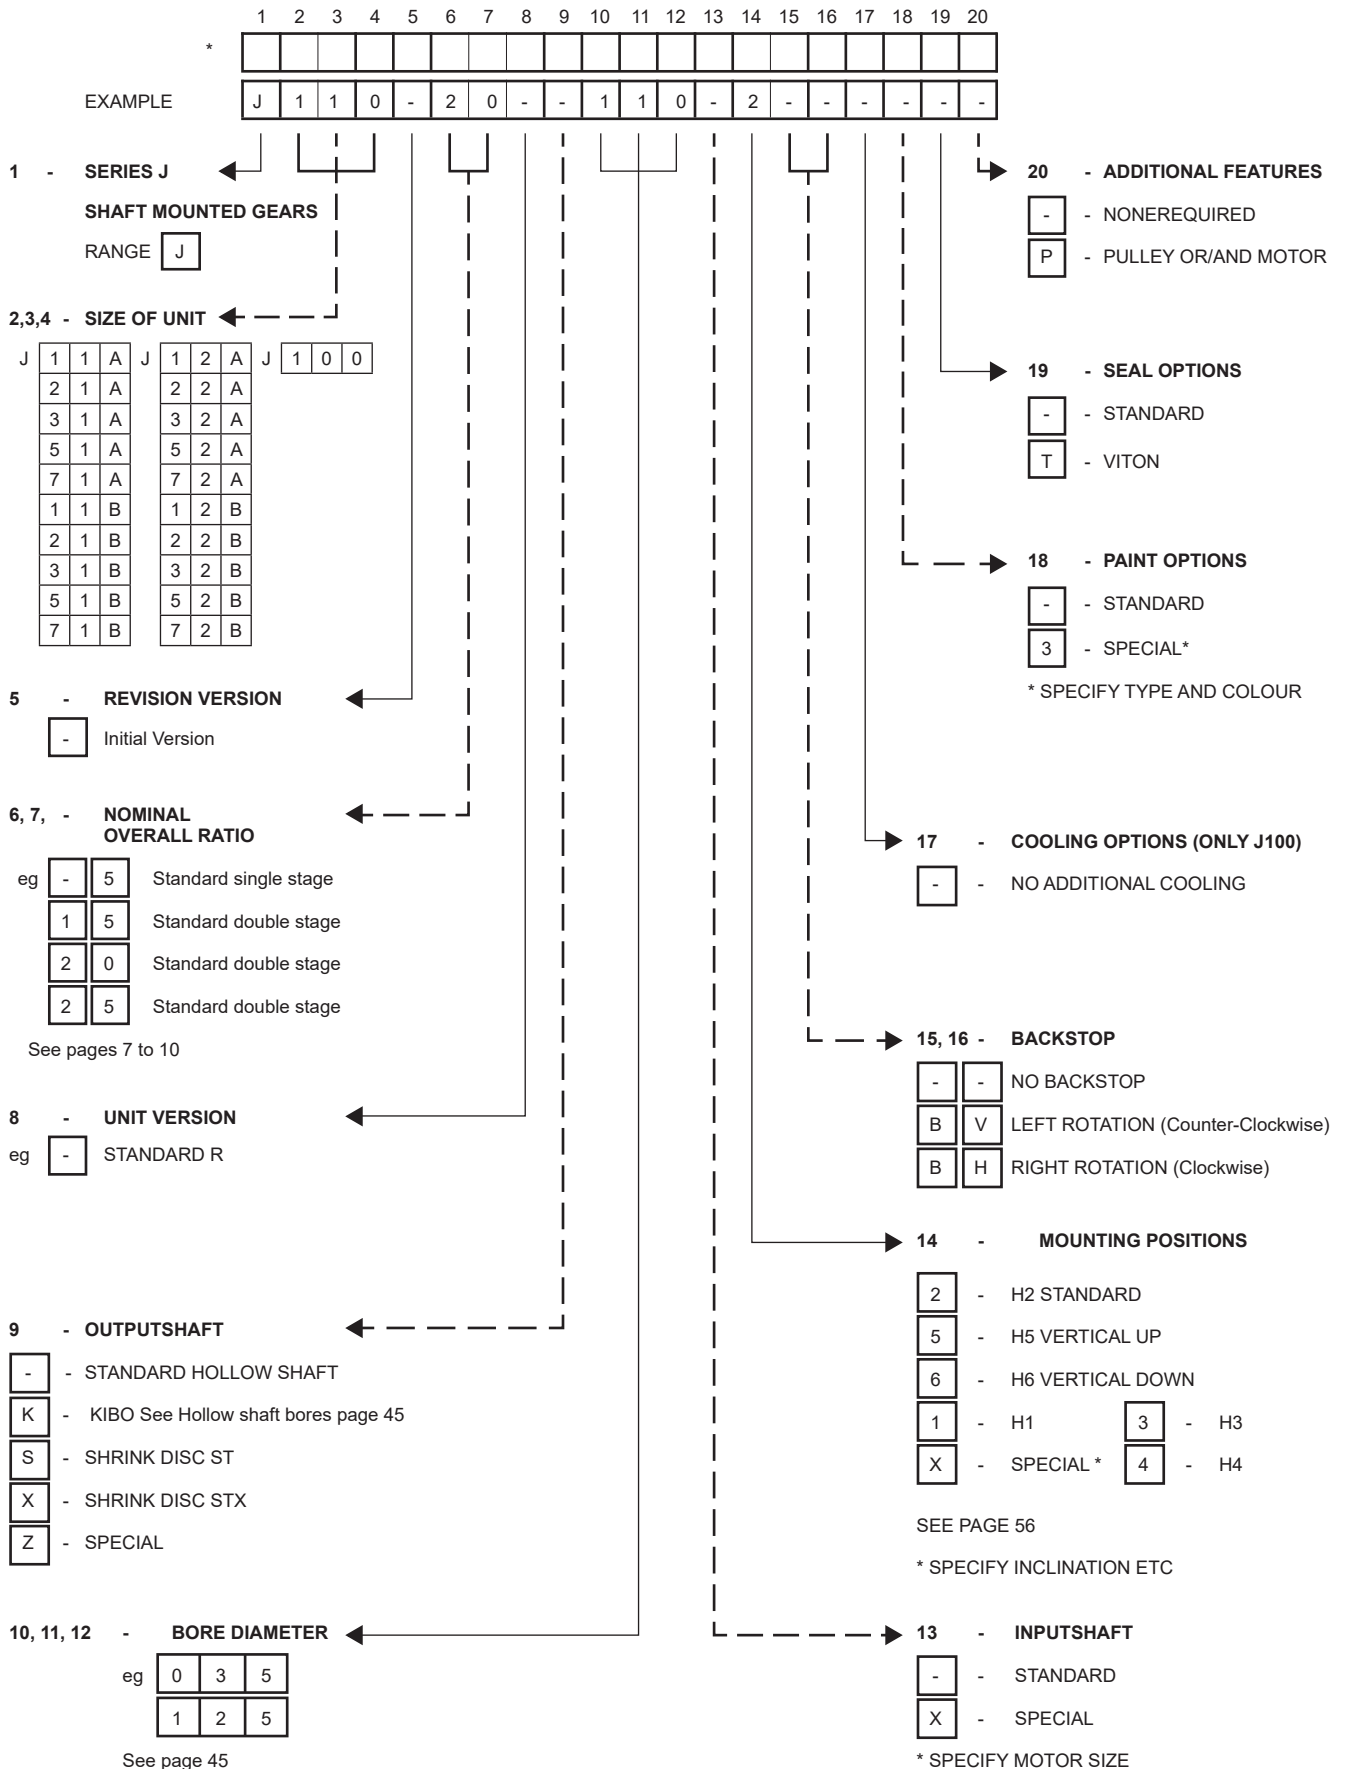 1 2 3 4 5 6 7 8 9 10 11 12 13 14 15 16 17 18 19 20
*
EXAMPLE J 1 1 0 - 2 0 - - 1 1 0 - 2 - - - - - -
1 - SERIES J
SHAFT MOUNTED GEARS
RANGE J
2,3,4 - SIZE OF UNIT
J 1 1 A J 1 2 A J 1 0 0
2 1 A 2 2 A
3 1 A 3 2 A
5 1 A 5 2 A
7 1 A 7 2 A
1 1 B 1 2 B
2 1 B 2 2 B
3 1 B 3 2 B
5 1 B 5 2 B
7 1 B 7 2 B
5 - REVISION VERSION
- Initial Version
6, 7, - NOMINAL
OVERALL RATIO
eg - 5 Standard single stage
1 5 Standard double stage
2 0 Standard double stage
2 5 Standard double stage
See pages 7 to 10
8 - UNIT VERSION
eg - STANDARD R
9 - OUTPUTSHAFT
- - STANDARD HOLLOW SHAFT
K - KIBO See Hollow shaft bores page 45
S - SHRINK DISC ST
X - SHRINK DISC STX
Z - SPECIAL
10, 11, 12 - BORE DIAMETER
eg 0 3 5
1 2 5
See page 45
20 - ADDITIONAL FEATURES
- - NONEREQUIRED
P - PULLEY OR/AND MOTOR
19 - SEAL OPTIONS
- - STANDARD
T - VITON
18 - PAINT OPTIONS
- - STANDARD
3 - SPECIAL*
* SPECIFY TYPE AND COLOUR
17 - COOLING OPTIONS (ONLY J100)
- - NO ADDITIONAL COOLING
15, 16 - BACKSTOP
- - NO BACKSTOP
B V LEFT ROTATION (Counter-Clockwise)
B H RIGHT ROTATION (Clockwise)
14 - MOUNTING POSITIONS
2 - H2 STANDARD
5 - H5 VERTICAL UP
6 - H6 VERTICAL DOWN
1 - H1 3 - H3
X - SPECIAL * 4 - H4
SEE PAGE 56
* SPECIFY INCLINATION ETC
13 - INPUTSHAFT
- - STANDARD
X - SPECIAL
* SPECIFY MOTOR SIZE